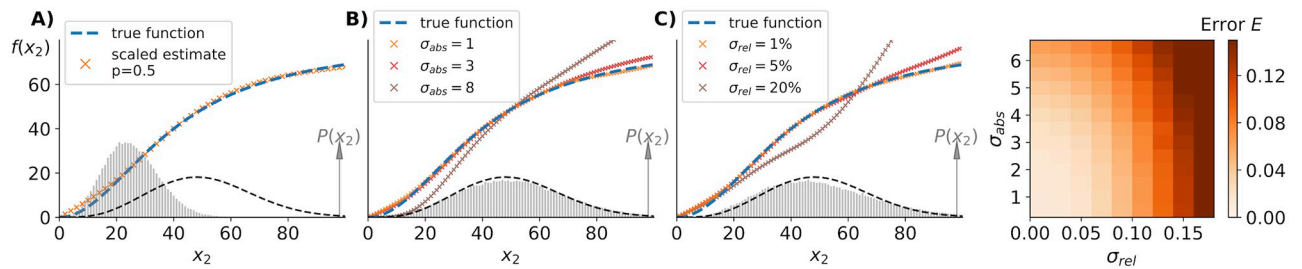 A)
f(x₂)
true function
scaled estimate
p=0.5
60
40
20
0
P(x₂)
0 20 40 60 80
x₂
B)
true function
σabs = 1
σabs = 3
σabs = 8
P(x₂)
0 20 40 60 80
x₂
C)
true function
σrel = 1%
σrel = 5%
σrel = 20%
P(x₂)
0 20 40 60 80
x₂
Error E
σabs
6
5
4
3
2
1
0.00 0.05 0.10 0.15
σrel
0.12
0.08
0.04
0.00